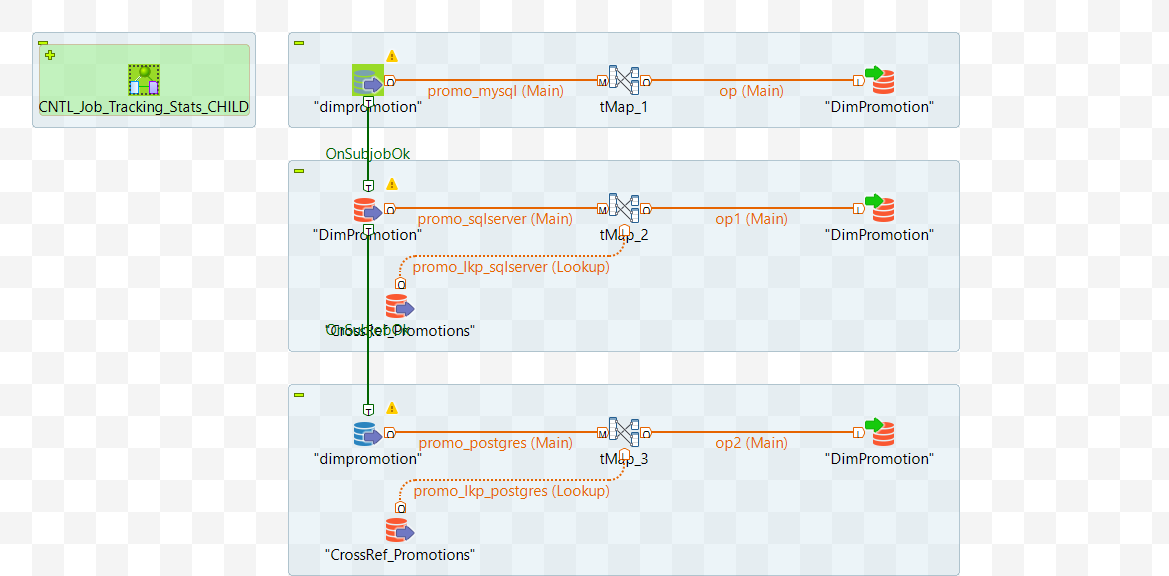 CNTL_Job_Tracking_Stats_CHILD
O
promo_mysql (Main)
M
O
op (Main)
I
"dimpromotion"
tMap_1
"DimPromotion"
T
OnSubjobOk
T
O
promo_sqlserver (Main)
M
O
op1 (Main)
I
"DimPromotion"
tMap_2
"DimPromotion"
T
L
promo_lkp_sqlserver (Lookup)
O
"CrossRef_Promotions"
OnSubjobOk
T
O
promo_postgres (Main)
M
O
op2 (Main)
I
"dimpromotion"
tMap_3
"DimPromotion"
L
promo_lkp_postgres (Lookup)
O
"CrossRef_Promotions"